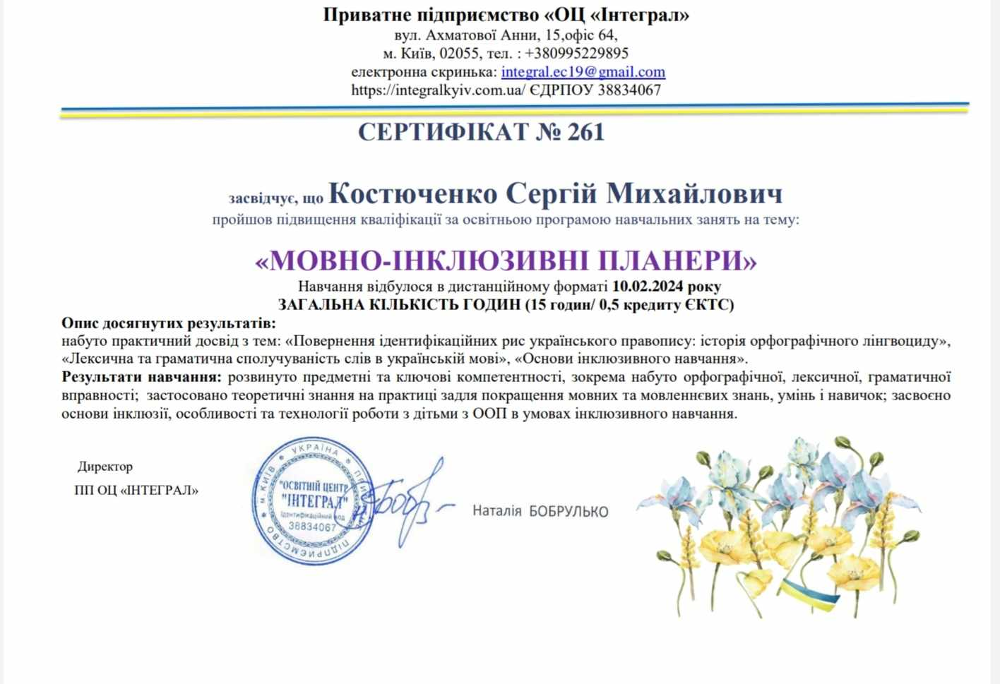 Приватне підприємство «ОЦ «Інтеграл»
вул. Ахматової Анни, 15,офіс 64,
м. Київ, 02055, тел. : +380995229895
електронна скринька: integral.ec19@gmail.com
https://integralkyiv.com.ua/ ЄДРПОУ 38834067
СЕРТИФІКАТ № 261
засвідчує, що Костюченко Сергій Михайлович
пройшов підвищення кваліфікації за освітньою програмою навчальних занять на тему:
«МОВНО-ІНКЛЮЗИВНІ ПЛАНЕРИ»
Навчання відбулося в дистанційному форматі 10.02.2024 року
ЗАГАЛЬНА КІЛЬКІСТЬ ГОДИН (15 годин/ 0,5 кредиту ЄКТС)
Опис досягнутих результатів:
набуто практичний досвід з тем: «Повернення ідентифікаційних рис українського правопису: історія орфографічного лінгвоциду»,
«Лексична та граматична сполучуваність слів в українській мові», «Основи інклюзивного навчання».
Результати навчання: розвинуто предметні та ключові компетентності, зокрема набуто орфографічної, лексичної, граматичної
вправності; застосовано теоретичні знання на практиці задля покращення мовних та мовленнєвих знань, умінь і навичок; засвоєно
основи інклюзії, особливості та технології роботи з дітьми з ООП в умовах інклюзивного навчання.
Директор
ПП ОЦ «ІНТЕГРАЛ»
м. КИЇВ * УКРАЇНА * ПРИВАТНЕ ПІДПРИЄМСТВО *
"ОСВІТНІЙ ЦЕНТР
"ІНТЕГРАЛ"
Ідентифікаційний код
38834067
Наталія БОБРУЛЬКО